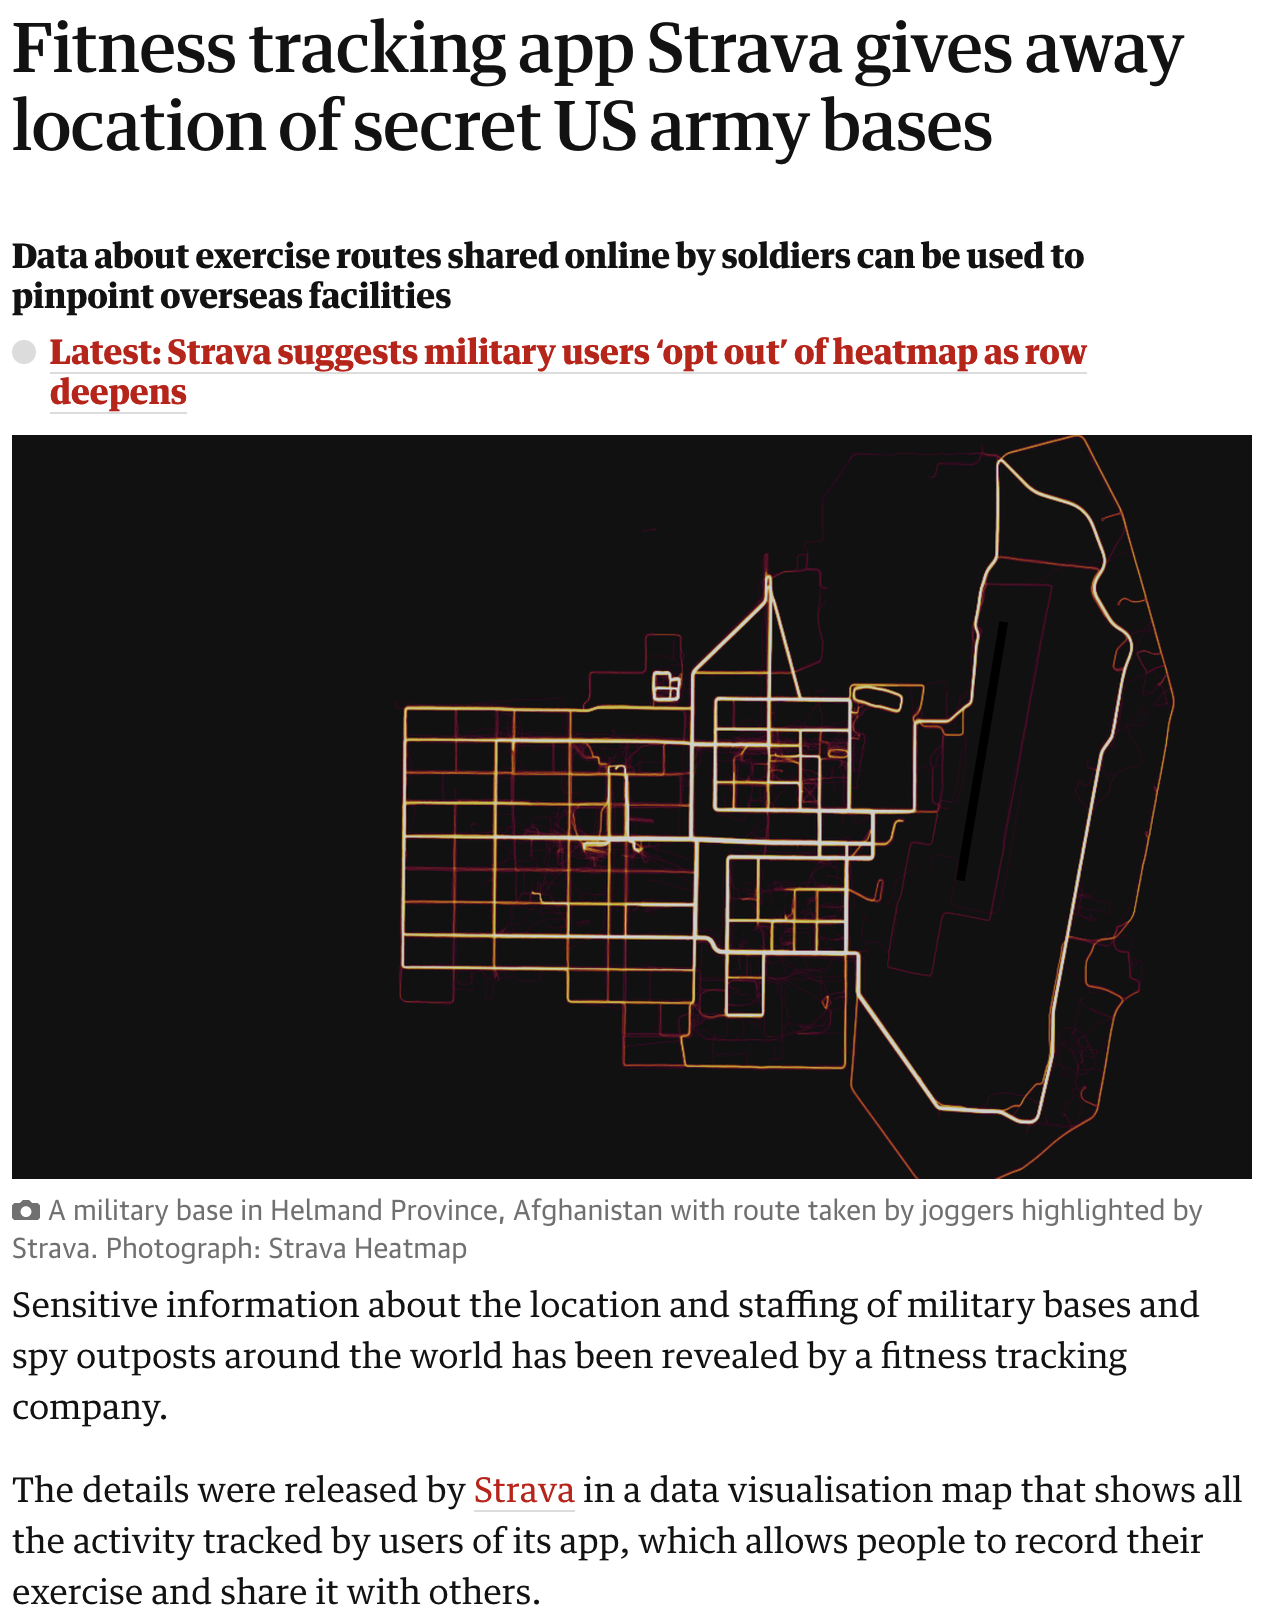 Fitness tracking app Strava gives away
location of secret US army bases
Data about exercise routes shared online by soldiers can be used to
pinpoint overseas facilities
Latest: Strava suggests military users ‘opt out’ of heatmap as row
deepens
A military base in Helmand Province, Afghanistan with route taken by joggers highlighted by
Strava. Photograph: Strava Heatmap
Sensitive information about the location and staffing of military bases and
spy outposts around the world has been revealed by a fitness tracking
company.
The details were released by Strava in a data visualisation map that shows all
the activity tracked by users of its app, which allows people to record their
exercise and share it with others.